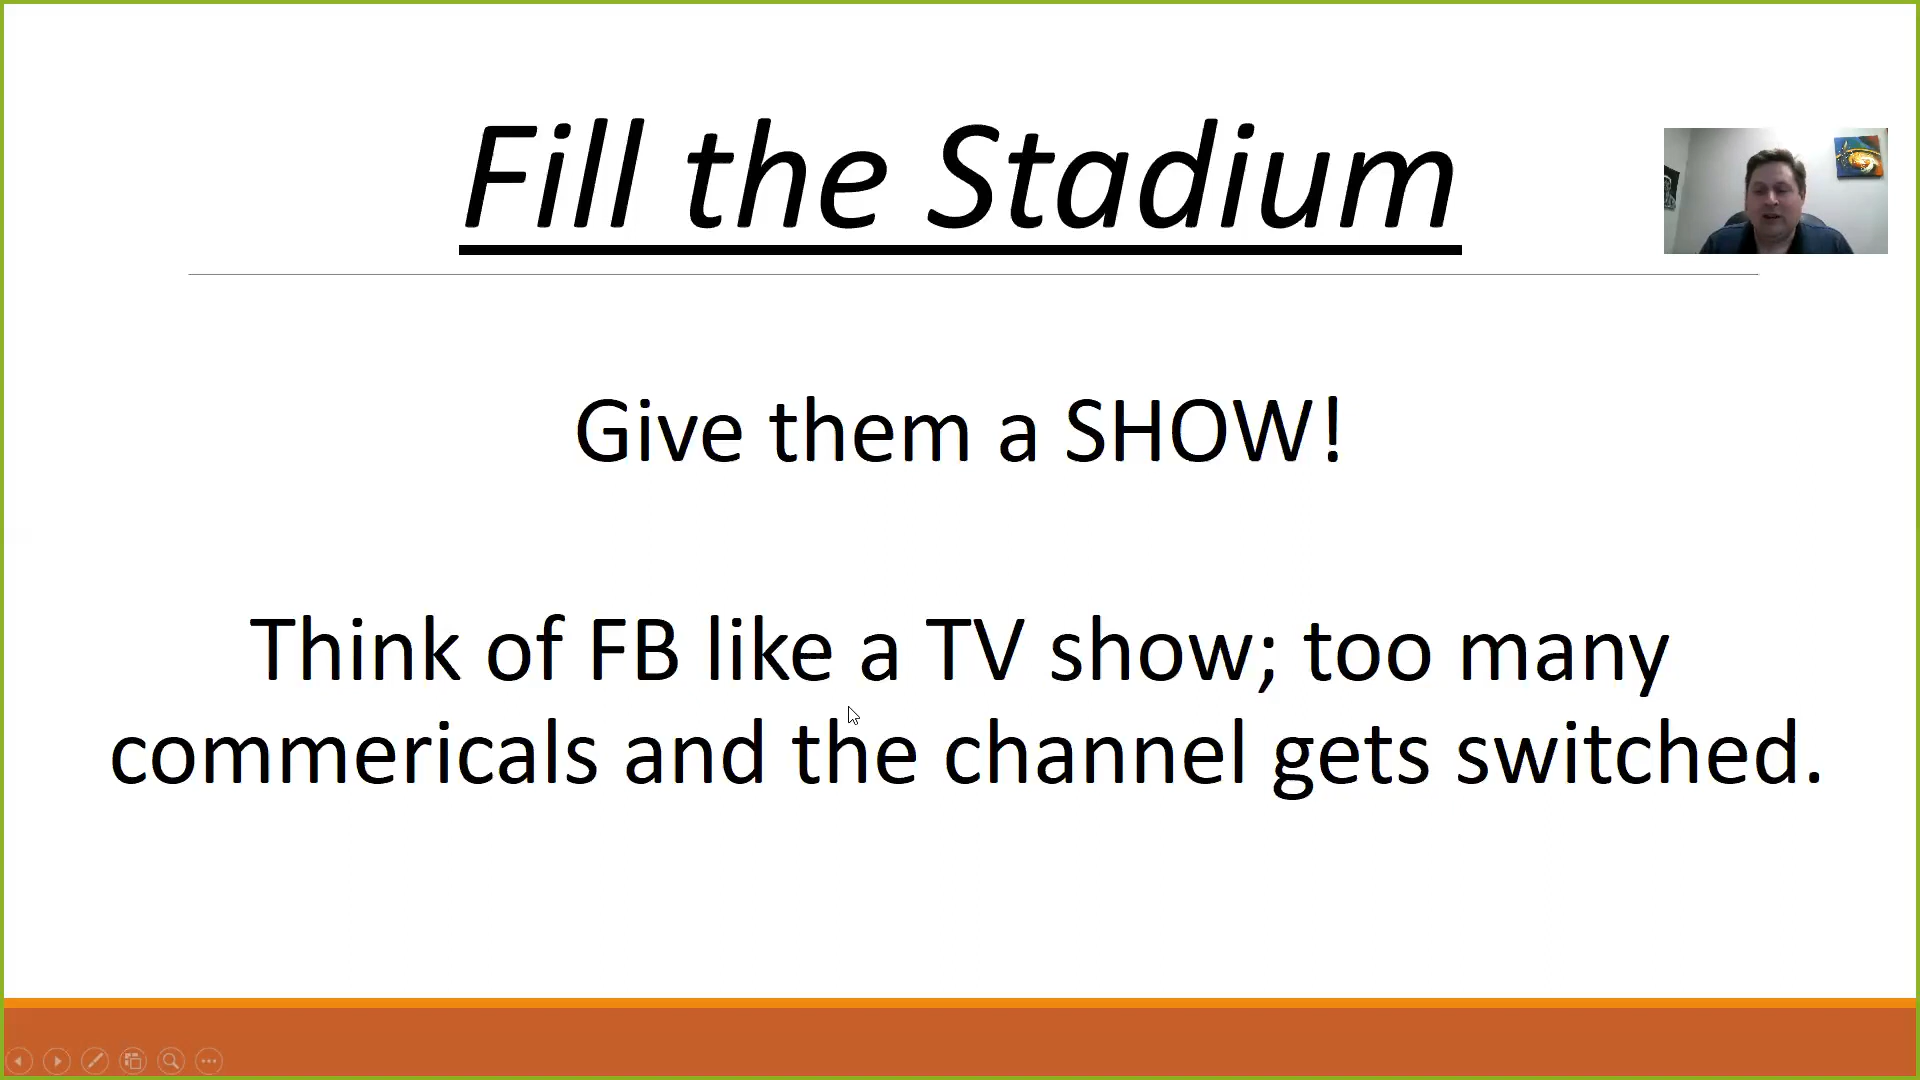 Fill the Stadium
Give them a SHOW!
Think of FB like a TV show; too many
commericals and the channel gets switched.